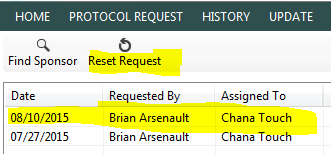 HOME PROTOCOL REQUEST HISTORY UPDATE
Find Sponsor Reset Request
Date Requested By Assigned To
08/10/2015 Brian Arsenault Chana Touch
07/27/2015 Brian Arsenault Chana Touch